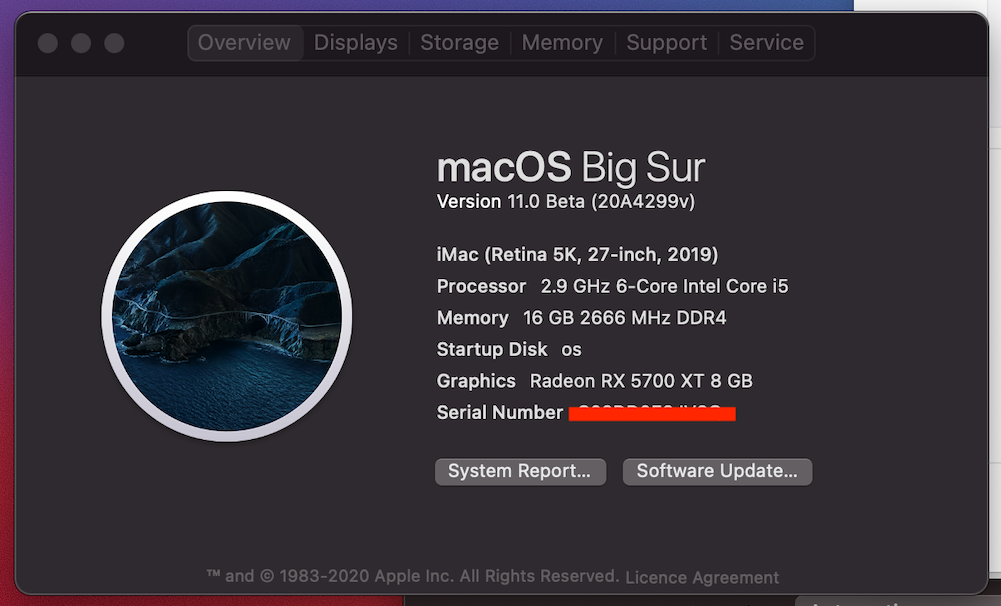 Overview Displays Storage Memory Support Service
macOS Big Sur
Version 11.0 Beta (20A4299v)
iMac (Retina 5K, 27-inch, 2019)
Processor 2.9 GHz 6-Core Intel Core i5
Memory 16 GB 2666 MHz DDR4
Startup Disk os
Graphics Radeon RX 5700 XT 8 GB
Serial Number
System Report... Software Update...
™ and © 1983-2020 Apple Inc. All Rights Reserved. Licence Agreement